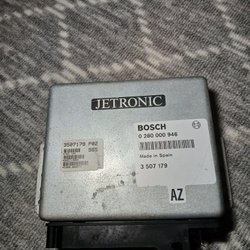 JETRONIC
3507179 P02
BOSCH
0 280 000 946
Made in Spain
3 507 179
AZ